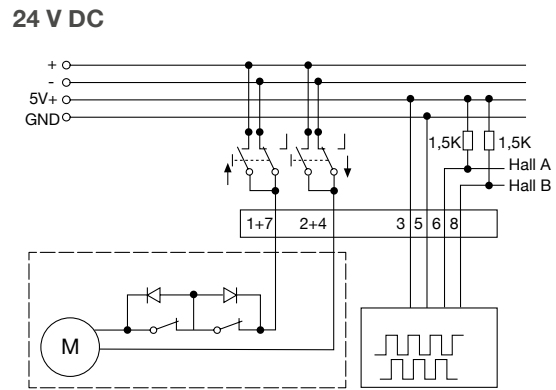 24 V DC
+
-
5V+
GND
1,5K 1,5K
Hall A
Hall B
1+7 2+4 3 5 6 8
M